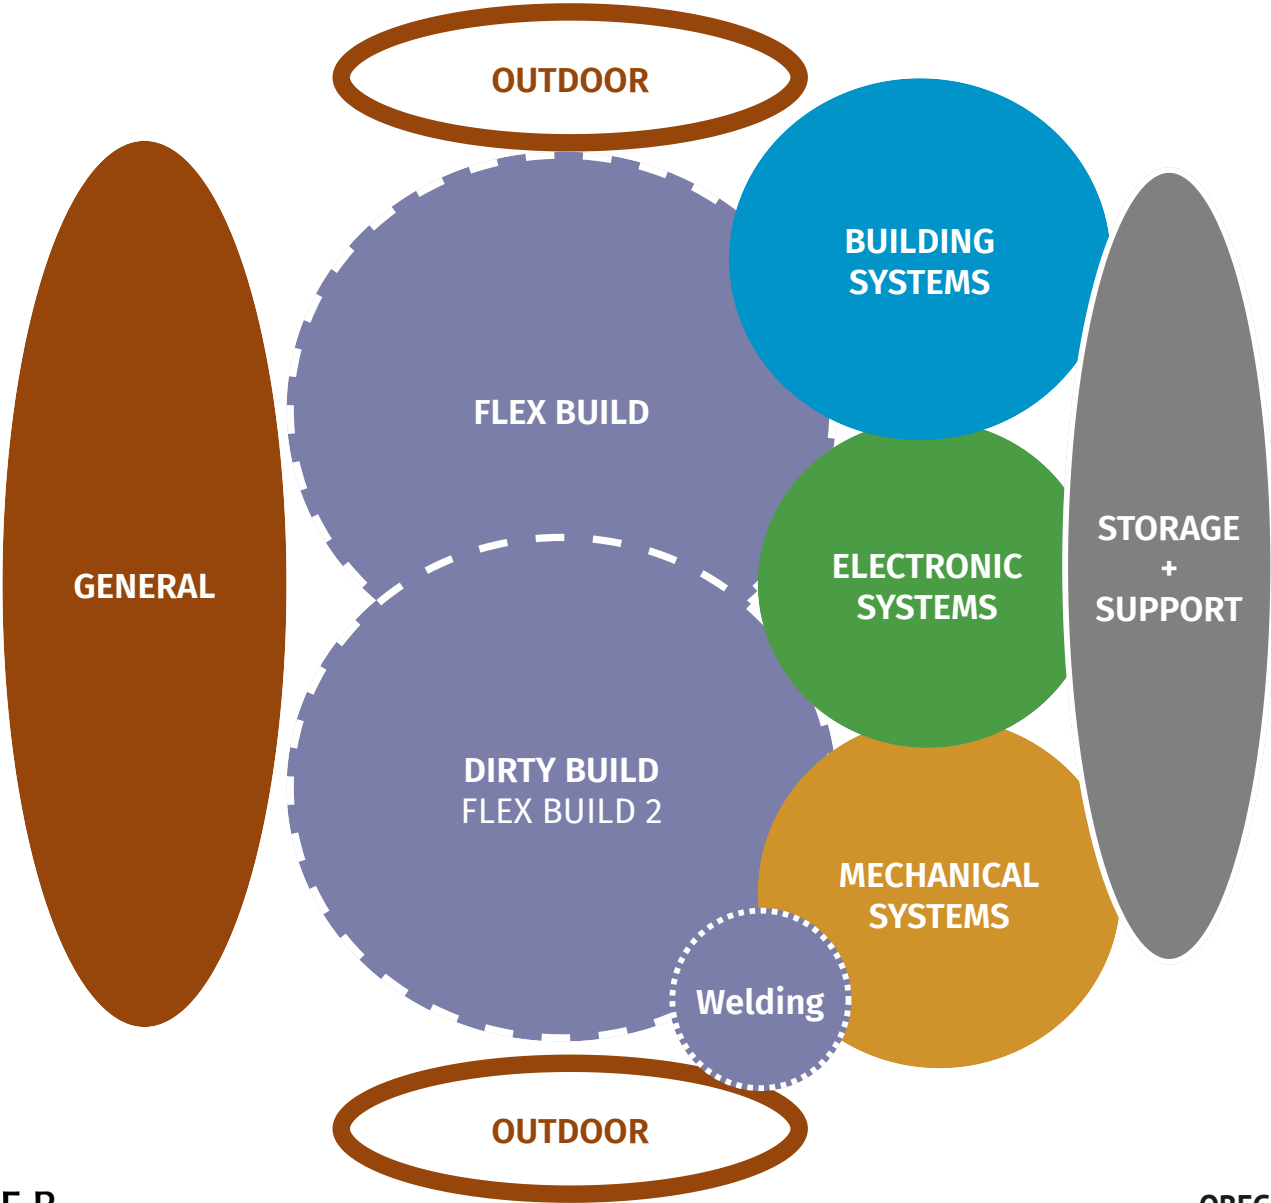 OUTDOOR
BUILDING
SYSTEMS
FLEX BUILD
GENERAL
ELECTRONIC
SYSTEMS
STORAGE
+
SUPPORT
DIRTY BUILD
FLEX BUILD 2
MECHANICAL
SYSTEMS
Welding
OUTDOOR